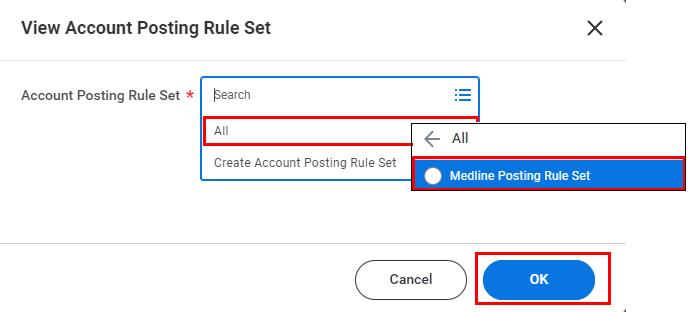 View Account Posting Rule Set
Account Posting Rule Set *
Search
All
Create Account Posting Rule Set
All
Medline Posting Rule Set
Cancel
OK